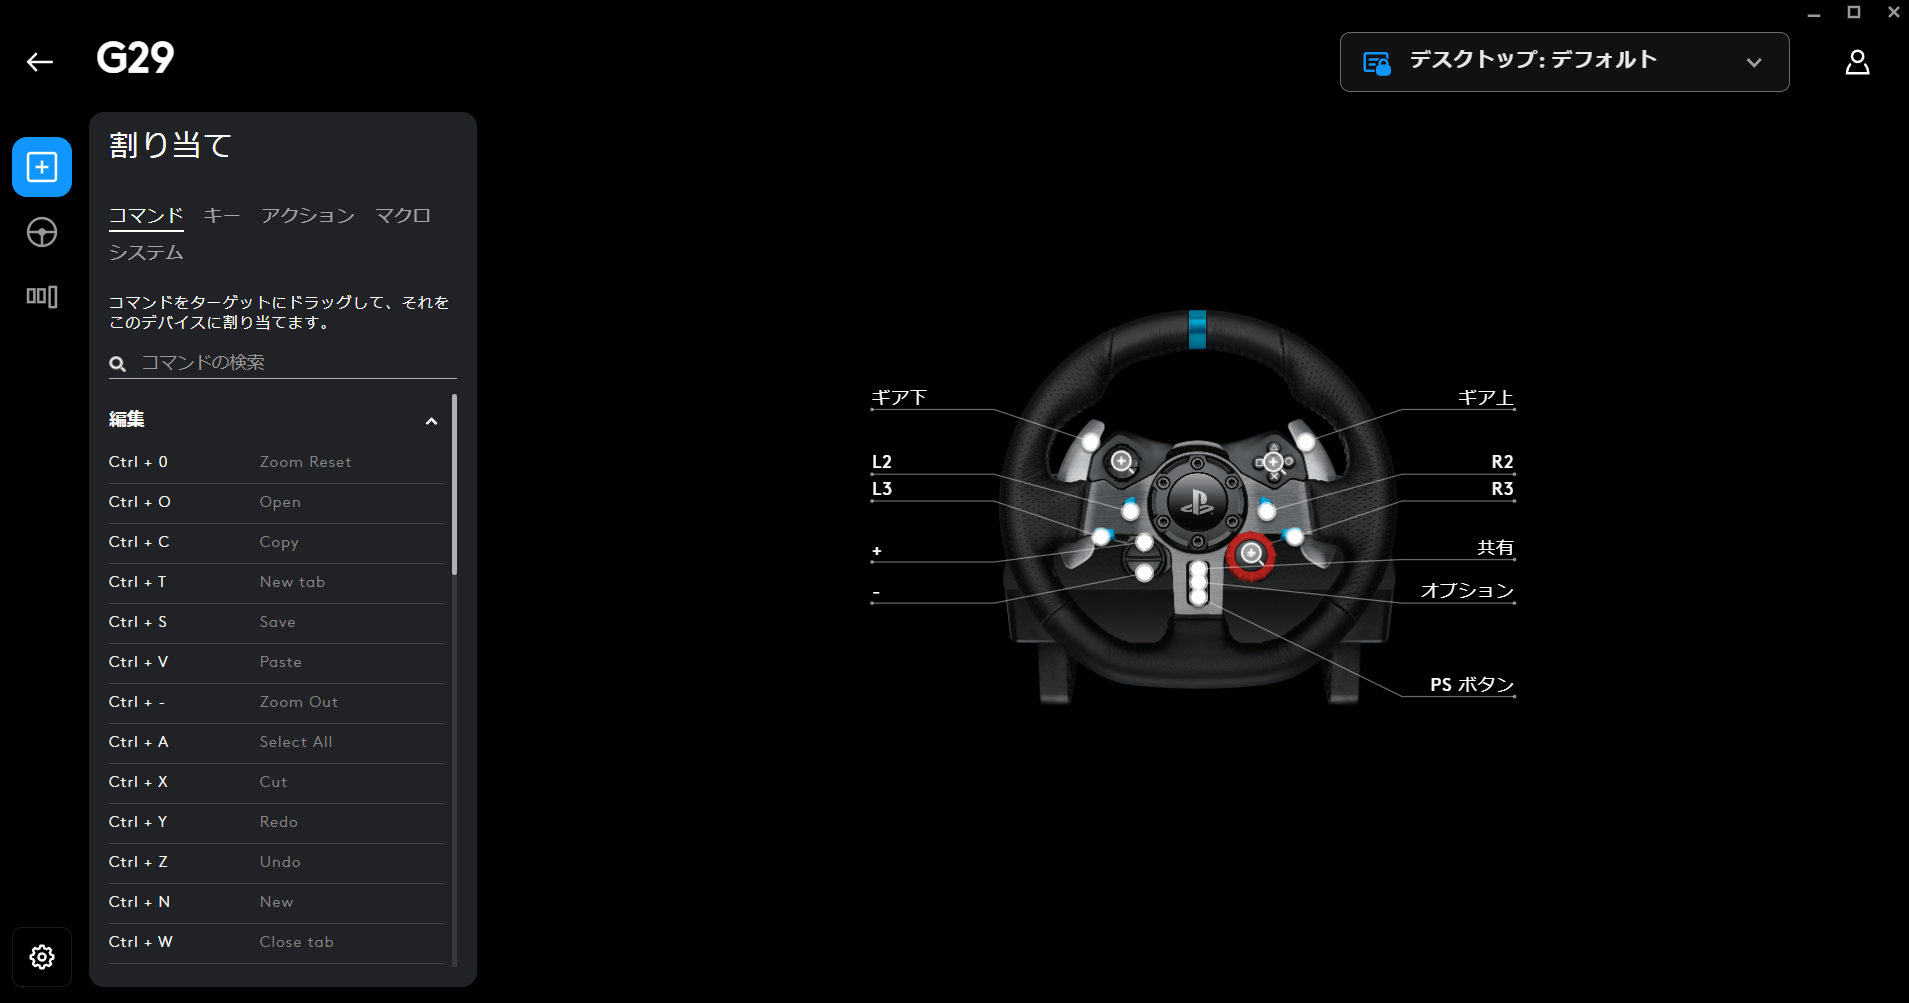 G29
デスクトップ: デフォルト
割り当て
コマンド キー アクション マクロ
システム
コマンドをターゲットにドラッグして、それを
このデバイスに割り当てます。
コマンドの検索
編集
Ctrl + 0 Zoom Reset
Ctrl + O Open
Ctrl + C Copy
Ctrl + T New tab
Ctrl + S Save
Ctrl + V Paste
Ctrl + - Zoom Out
Ctrl + A Select All
Ctrl + X Cut
Ctrl + Y Redo
Ctrl + Z Undo
Ctrl + N New
Ctrl + W Close tab
ギア下
L2
L3
+
-
ギア上
R2
R3
共有
オプション
PS ボタン